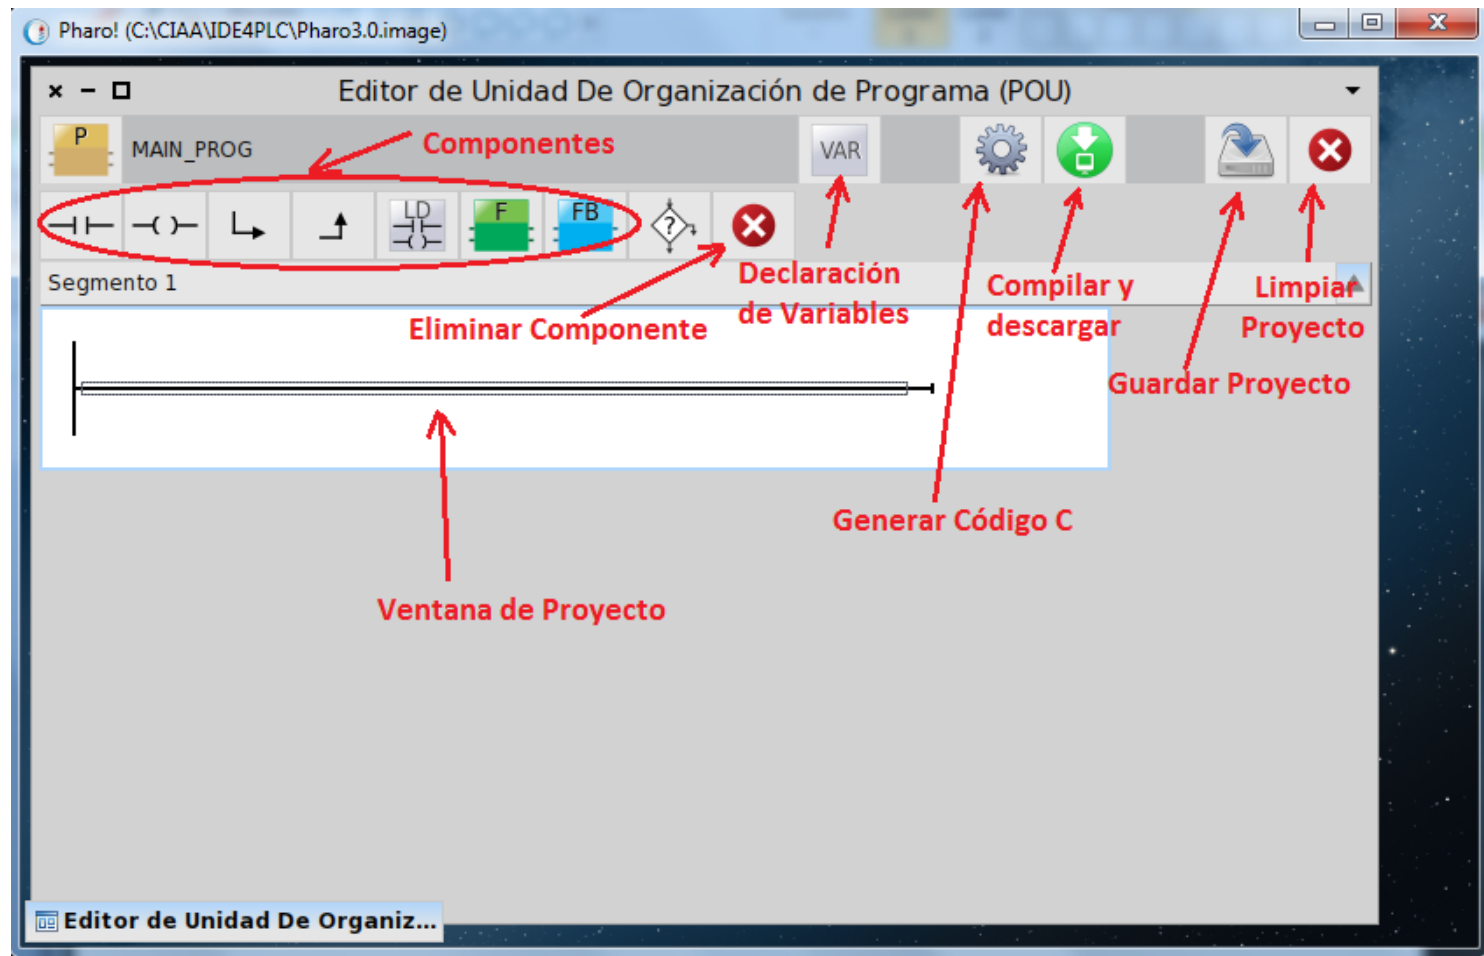 Pharo! (C:\CIAA\IDE4PLC\Pharo3.0.image)
Editor de Unidad De Organización de Programa (POU)
P
MAIN_PROG
Componentes
VAR
LD
F
FB
?
Segmento 1
Declaración
de Variables
Compilar y
descargar
Limpiar
Proyecto
Eliminar Componente
Guardar Proyecto
Generar Código C
Ventana de Proyecto
Editor de Unidad De Organiz...